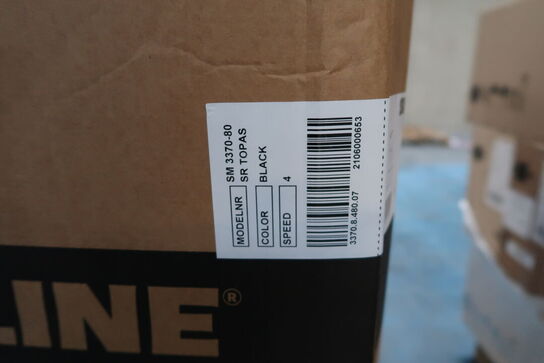 MODELNR SM 3370-80
SR TOPAS
COLOR BLACK
SPEED 4
2106000653
3370.8.480.07
LINE®